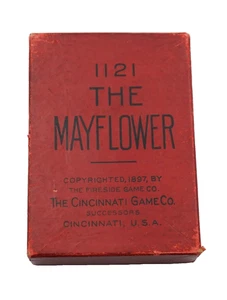 1121
THE
MAYFLOWER
COPYRIGHTED, 1897, BY
THE FIRESIDE GAME CO.
THE CINCINNATI GAME CO.
SUCCESSORS.
CINCINNATI, U.S.A.